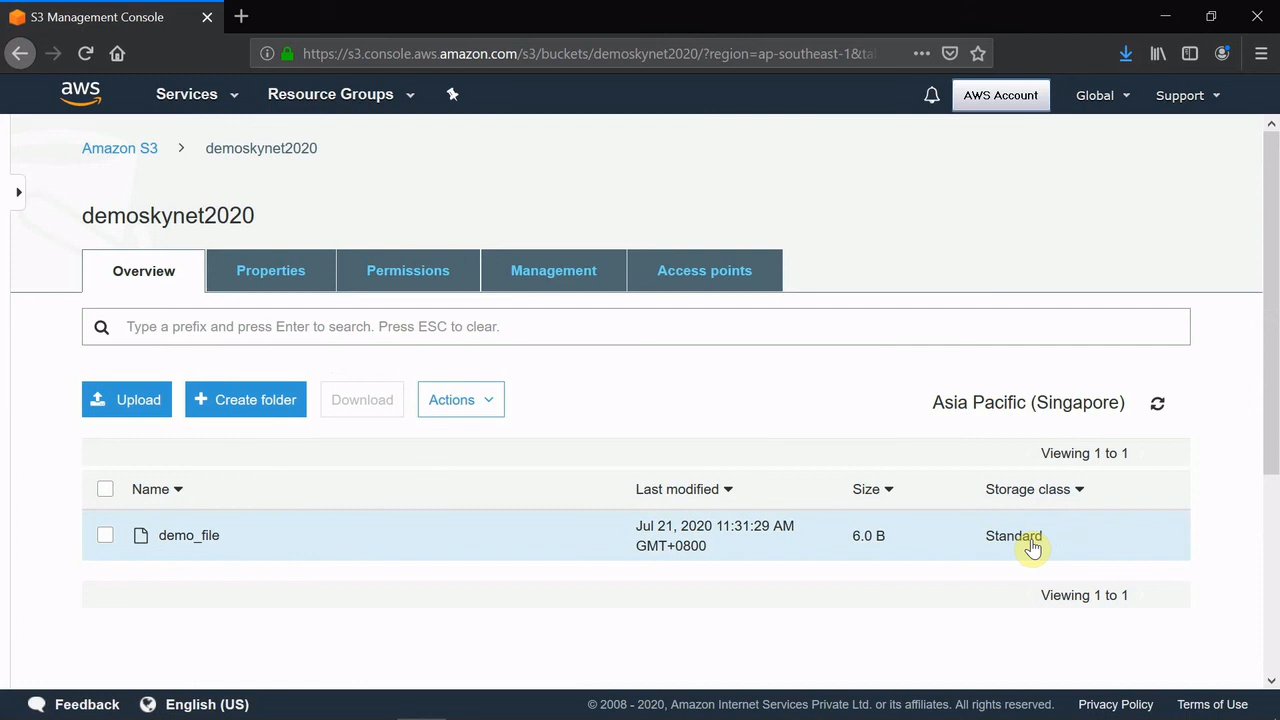 S3 Management Console
https://s3.console.aws.amazon.com/s3/buckets/demoskynet2020/?region=ap-southeast-1&ta
aws Services Resource Groups AWS Account Global Support
Amazon S3 > demoskynet2020
demoskynet2020
Overview Properties Permissions Management Access points
Type a prefix and press Enter to search. Press ESC to clear.
Upload + Create folder Download Actions Asia Pacific (Singapore)
Viewing 1 to 1
Name Last modified Size Storage class
demo_file Jul 21, 2020 11:31:29 AM GMT+0800 6.0 B Standard
Viewing 1 to 1
Feedback English (US) © 2008 - 2020, Amazon Internet Services Private Ltd. or its affiliates. All rights reserved. Privacy Policy Terms of Use